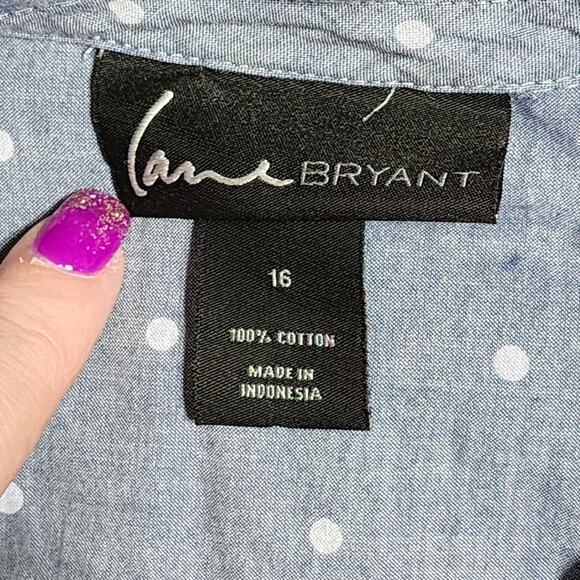 Lane BRYANT
16
100% COTTON
MADE IN
INDONESIA